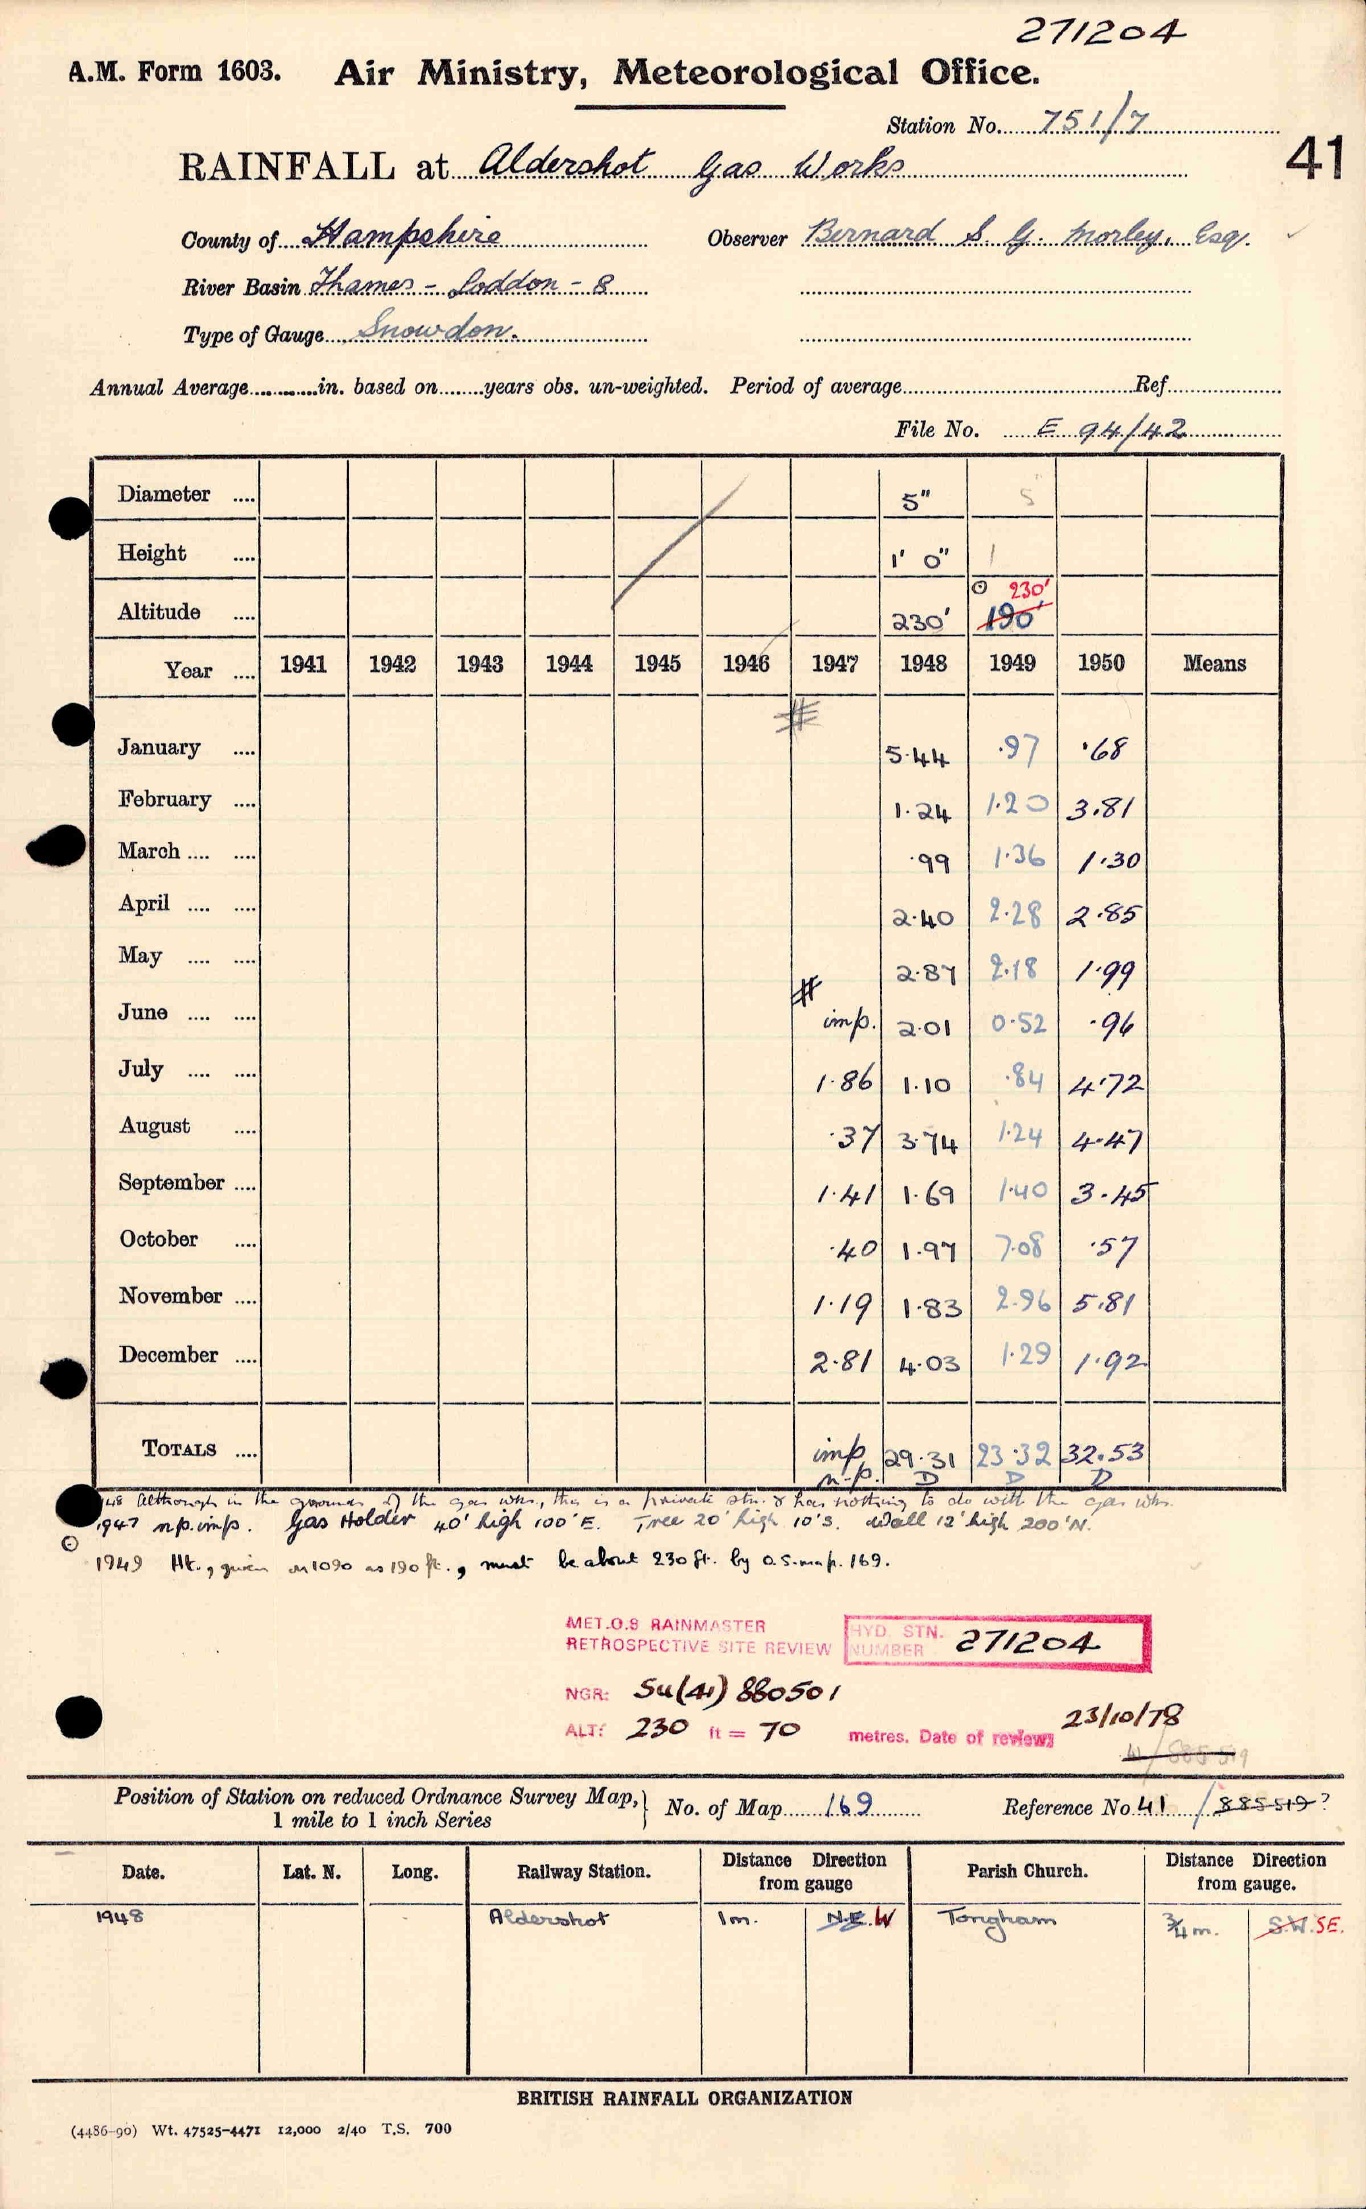 271204
A.M. Form 1603. Air Ministry, Meteorological Office.
Station No. 751/7
41
RAINFALL at Aldershot Gas Works
County of Hampshire Observer Bernard S. G. Morley, Esq.
River Basin Thames - Loddon - 8
Type of Gauge Snowdon.
Annual Average............in. based on........years obs. un-weighted. Period of average........Ref........
File No. E 94/42
Diameter .... 5" 5"
Height .... 1' 0" 1
⊙ 230'
Altitude .... 230' 190'
Year .... 1941 1942 1943 1944 1945 1946 1947 1948 1949 1950 Means
#
January .... 5.44 .97 .68
February .... 1.24 1.20 3.81
March .... .... .99 1.36 1.30
April .... .... 2.40 2.28 2.85
May .... .... 2.87 2.18 1.99
#
June .... .... imp. 2.01 0.52 .96
July .... .... 1.86 1.10 .84 4.72
August .... .37 3.74 1.24 4.47
September .... 1.41 1.69 1.40 3.45
October .... .40 1.97 7.08 .57
November .... 1.19 1.83 2.96 5.81
December .... 2.81 4.03 1.29 1.92
TOTALS .... imp 29.31 23.32 32.53
n.p. D D D
48 Although in the grounds of the gas wks., this is a private stn. & has nothing to do with the gas wks.
1947 n.p. imp. Gas Holder 40' high 100' E. Tree 20' high 10' S. Wall 12' high 200' N.
⊙
1949 Ht., given on 1090 as 190 ft., must be about 230 ft. by O.S. map. 169.
MET.O.8 RAINMASTER
RETROSPECTIVE SITE REVIEW
HYD. STN. NUMBER 271204
NGR: SU(41) 880501
ALT: 230 ft = 70 metres. Date of review: 23/10/78
/885519
Position of Station on reduced Ordnance Survey Map, 1 mile to 1 inch Series } No. of Map 169 Reference No 41 / 885519?
Date. Lat. N. Long. Railway Station. Distance Direction from gauge Parish Church. Distance Direction from gauge.
1948 Aldershot 1m. N.E. W Tongham ¾m. S.W. SE.
BRITISH RAINFALL ORGANIZATION
(4486-90) Wt. 47525-4471 12,000 2/40 T.S. 700